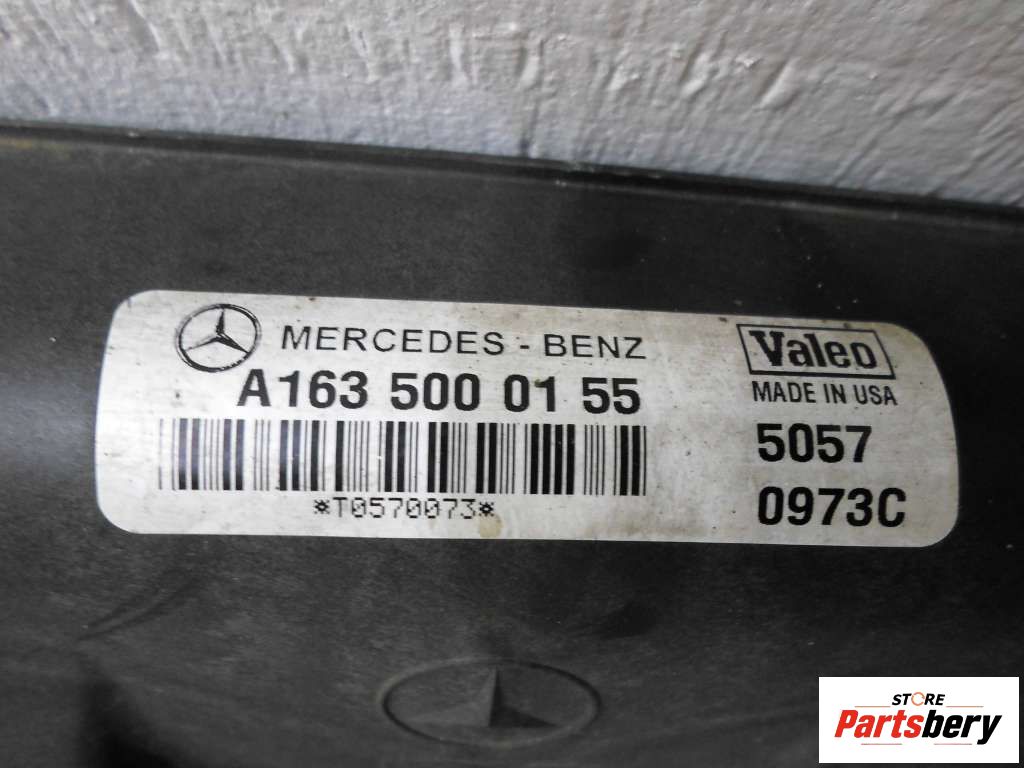 MERCEDES - BENZ
A163 500 01 55
*T0570073*
Valeo
MADE IN USA
5057
0973C
STORE
Partsbery